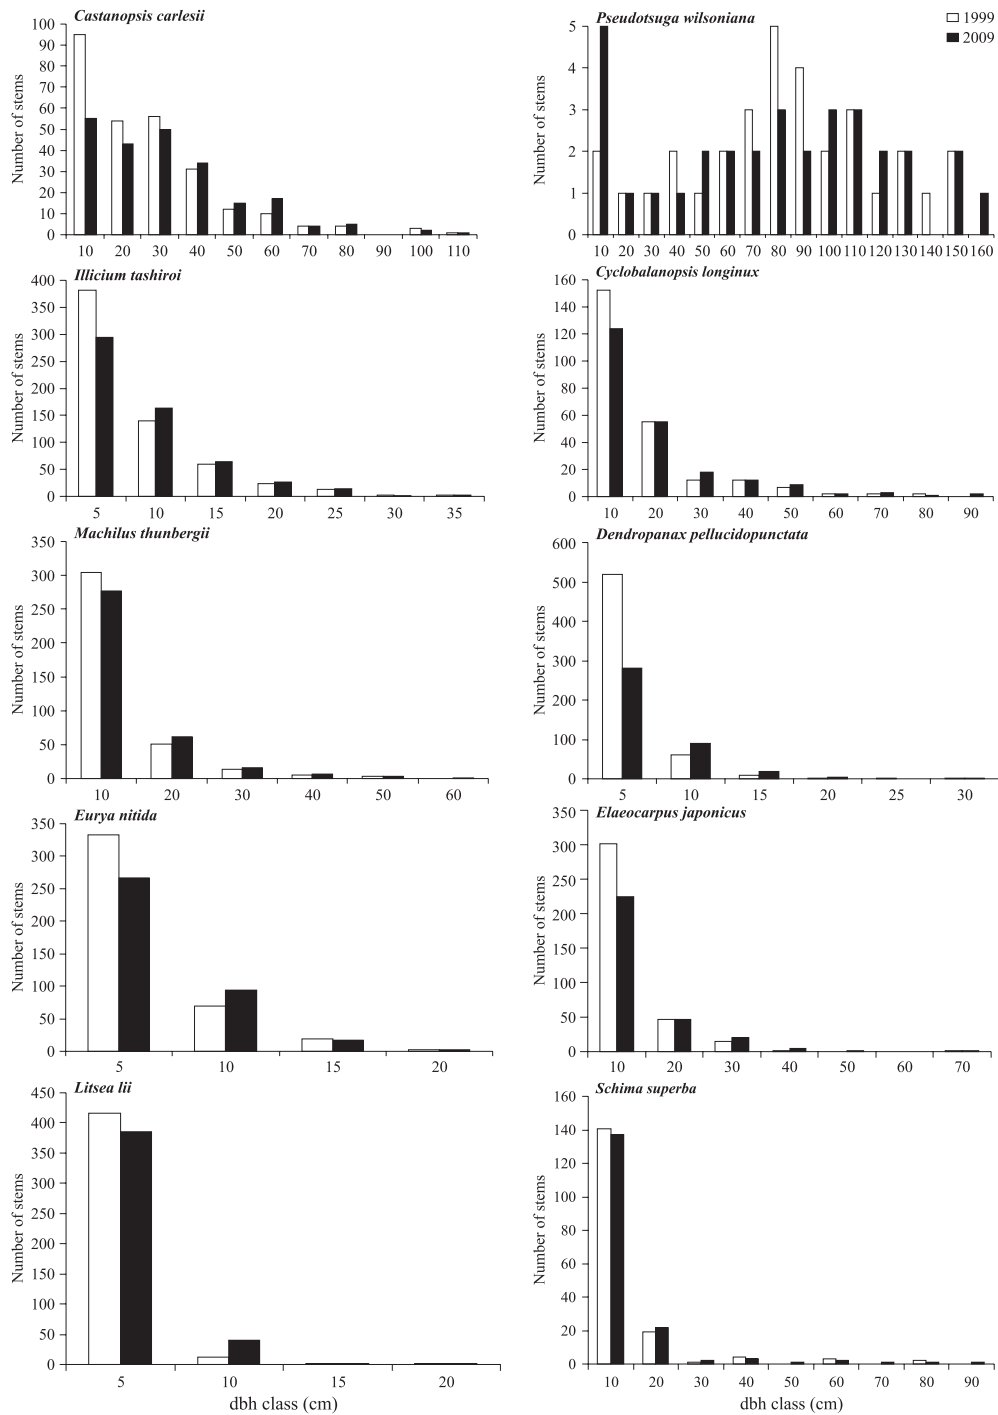 Castanopsis carlesii
Number of stems
100
90
80
70
60
50
40
30
20
10
0
10 20 30 40 50 60 70 80 90 100 110
Pseudotsuga wilsoniana
1999
2009
Number of stems
5
4
3
2
1
0
10 20 30 40 50 60 70 80 90 100 110 120 130 140 150 160
Illicium tashiroi
Number of stems
400
350
300
250
200
150
100
50
0
5 10 15 20 25 30 35
Cyclobalanopsis longinux
Number of stems
160
140
120
100
80
60
40
20
0
10 20 30 40 50 60 70 80 90
Machilus thunbergii
Number of stems
350
300
250
200
150
100
50
0
10 20 30 40 50 60
Dendropanax pellucidopunctata
Number of stems
600
500
400
300
200
100
0
5 10 15 20 25 30
Eurya nitida
Number of stems
350
300
250
200
150
100
50
0
5 10 15 20
Elaeocarpus japonicus
Number of stems
350
300
250
200
150
100
50
0
10 20 30 40 50 60 70
Litsea lii
Number of stems
450
400
350
300
250
200
150
100
50
0
5 10 15 20
dbh class (cm)
Schima superba
Number of stems
160
140
120
100
80
60
40
20
0
10 20 30 40 50 60 70 80 90
dbh class (cm)